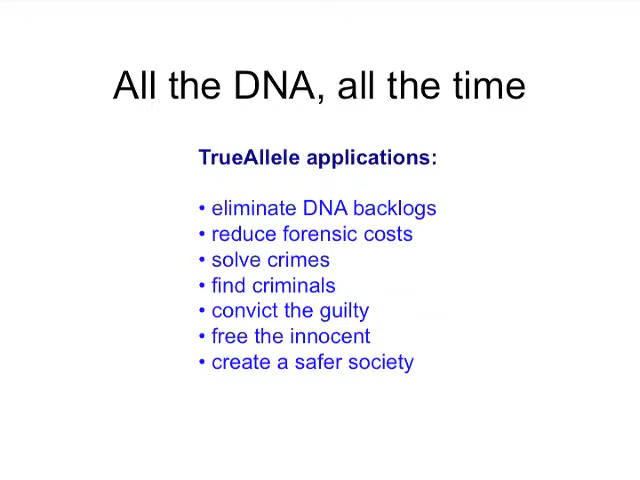 All the DNA, all the time
TrueAllele applications:
• eliminate DNA backlogs
• reduce forensic costs
• solve crimes
• find criminals
• convict the guilty
• free the innocent
• create a safer society